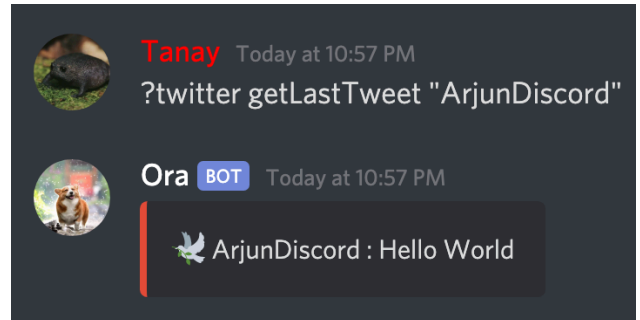 Tanay Today at 10:57 PM
?twitter getLastTweet "ArjunDiscord"
Ora BOT Today at 10:57 PM
🕊️ ArjunDiscord : Hello World